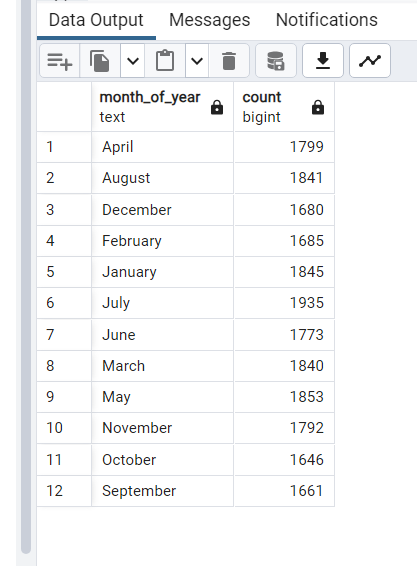 Data Output Messages Notifications
month_of_year count
text bigint
1 April 1799
2 August 1841
3 December 1680
4 February 1685
5 January 1845
6 July 1935
7 June 1773
8 March 1840
9 May 1853
10 November 1792
11 October 1646
12 September 1661